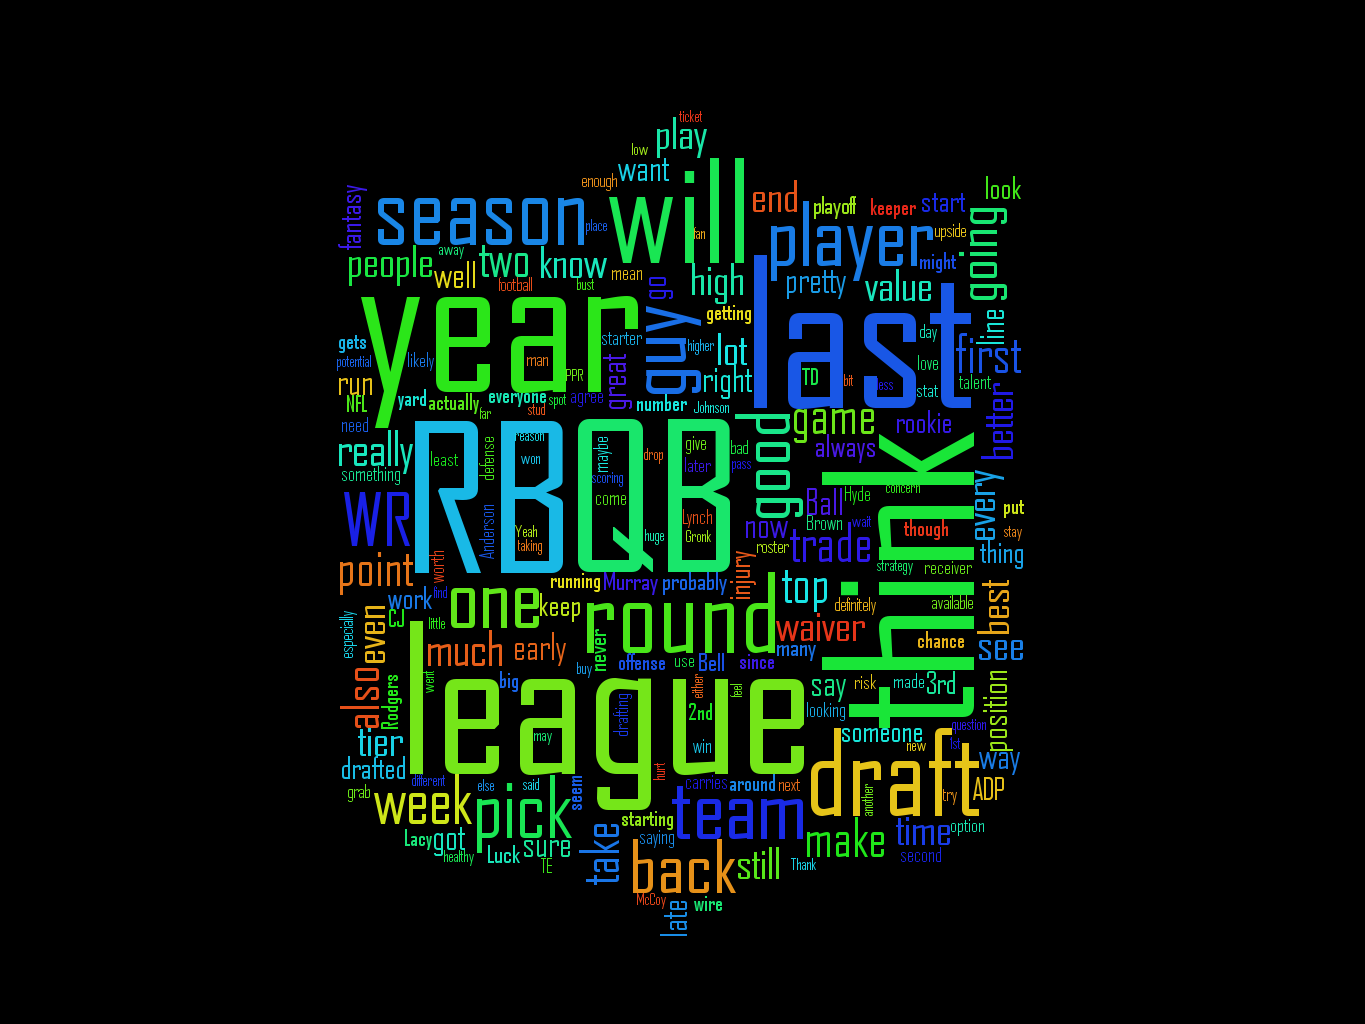 ticket
play
low
want
enough
will
fantasy
season
place
fan
end
playoff
keeper
start
look
player
upside
going
people
away
well
two
know
mean
football
bust
go
high
pretty
value
might
year
guy
getting
last
line
first
gets
potential
likely
man
starter
higher
lot
day
love
run
NFL
need
yard
actually
far
everyone
PPR
spot
stud
agree
great
number
right
Johnson
TD
bit
less
stat
talent
better
really
something
least
RB
reason
won
defense
QB
maybe
scoring
come
drop
give
later
bad
pass
good
game
always
rookie
think
WR
Anderson
Yeah
taking
huge
Lynch
Gronk
now
roster
Ball
Hyde
Brown
wait
trade
concern
though
every
put
stay
thing
strategy
receiver
point
worth
find
work
CJ
little
one
running
keep
Murray
probably
injury
top
definitely
available
best
especially
even
much
early
never
round
waiver
many
chance
see
also
Rodgers
went
big
buy
offense
use
Bell
since
say
risk
made
3rd
position
league
may
drafting
either
feel
2nd
win
looking
someone
question
1st
new
way
tier
drafted
different
grab
week
else
said
pick
seem
hurt
carries
around
next
team
draft
another
try
ADP
Lacy
got
healthy
Luck
sure
TE
take
starting
saying
back
still
Thank
make
time
second
option
McCoy
late
wire